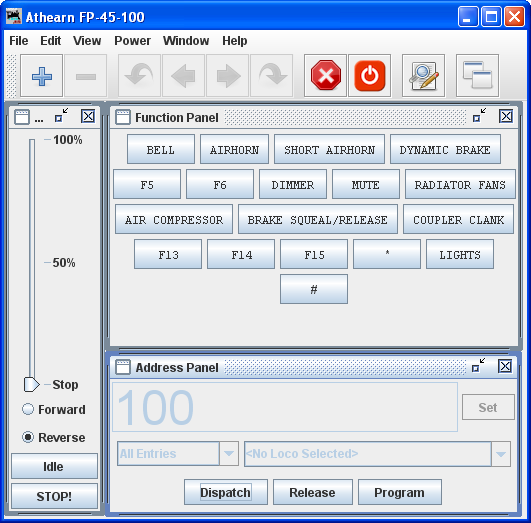 Athearn FP-45-100
File Edit View Power Window Help
...
Function Panel
100%
50%
Stop
Forward
Reverse
Idle
STOP!
BELL AIRHORN SHORT AIRHORN DYNAMIC BRAKE
F5 F6 DIMMER MUTE RADIATOR FANS
AIR COMPRESSOR BRAKE SQUEAL/RELEASE COUPLER CLANK
F13 F14 F15 * LIGHTS
#
Address Panel
100 Set
All Entries <No Loco Selected>
Dispatch Release Program